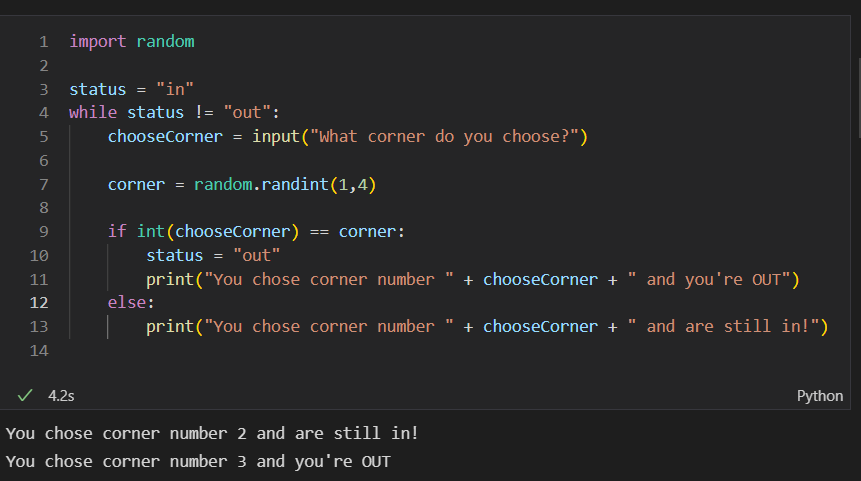 1 import random
2
3 status = "in"
4 while status != "out":
5 chooseCorner = input("What corner do you choose?")
6
7 corner = random.randint(1,4)
8
9 if int(chooseCorner) == corner:
10 status = "out"
11 print("You chose corner number " + chooseCorner + " and you're OUT")
12 else:
13 print("You chose corner number " + chooseCorner + " and are still in!")
14
4.2s Python
You chose corner number 2 and are still in!
You chose corner number 3 and you're OUT